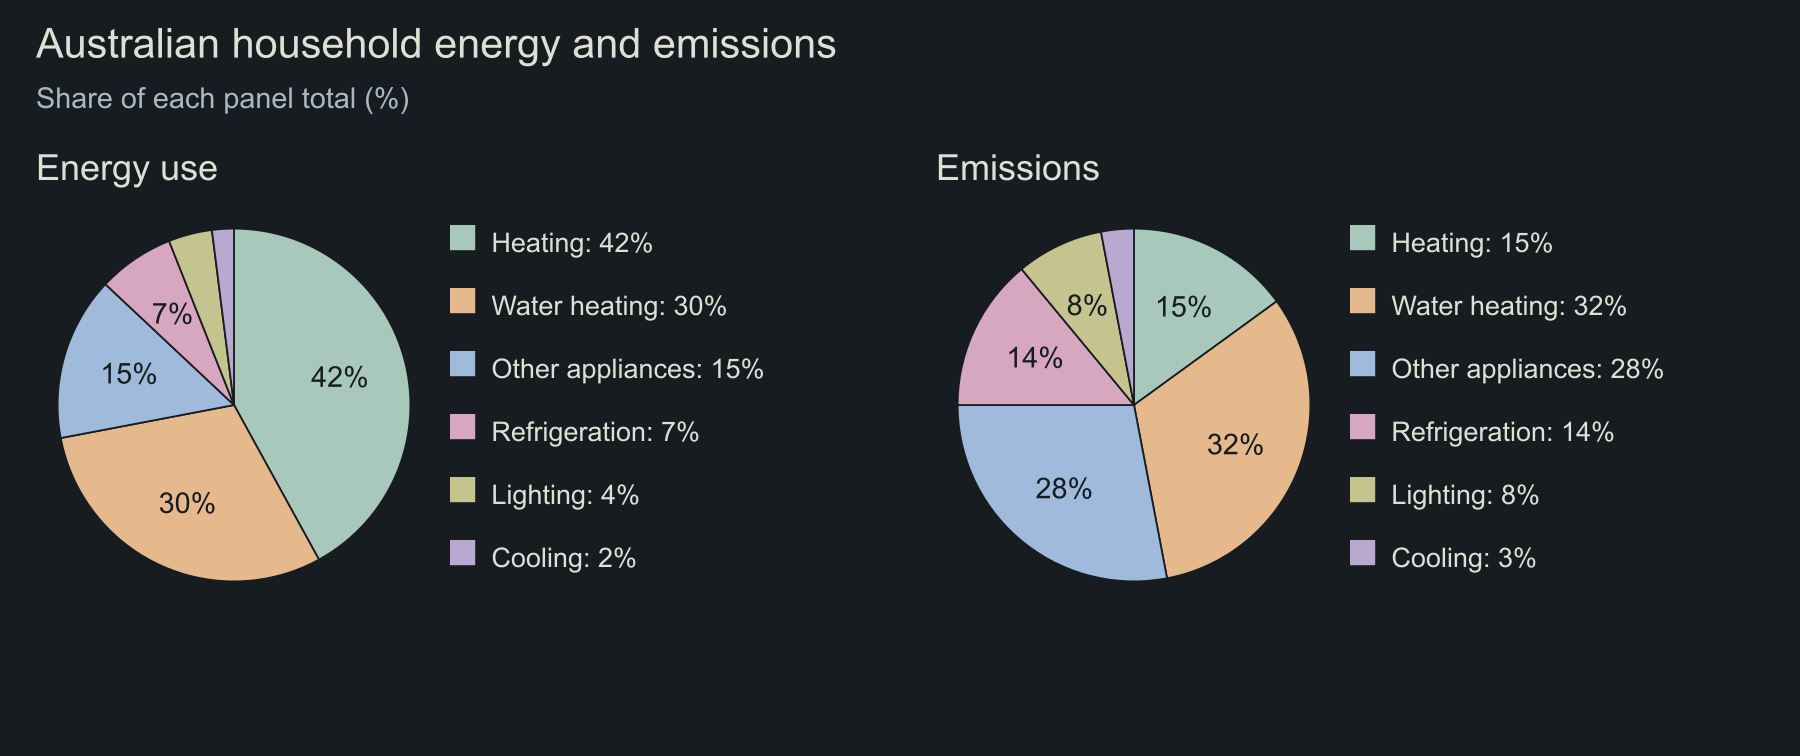 Australian household energy and emissions
Share of each panel total (%)
Energy use
7%
15%
42%
30%
Heating: 42%
Water heating: 30%
Other appliances: 15%
Refrigeration: 7%
Lighting: 4%
Cooling: 2%
Emissions
8%
15%
14%
32%
28%
Heating: 15%
Water heating: 32%
Other appliances: 28%
Refrigeration: 14%
Lighting: 8%
Cooling: 3%